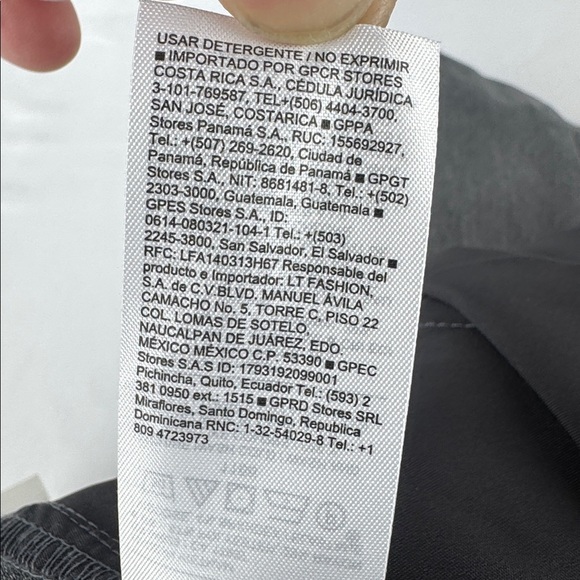 USAR DETERGENTE / NO EXPRIMIR
■ IMPORTADO POR GPCR STORES
COSTA RICA S.A., CÉDULA JURÍDICA
3-101-769587, TEL+(506) 4404-3700,
SAN JOSÉ, COSTARICA ■ GPPA
Stores Panamá S.A., RUC: 155692927,
Tel.: +(507) 269-2620, Ciudad de
Panamá, República de Panamá ■ GPGT
Stores S.A., NIT: 8681481-8. Tel.: +(502)
2303-3000, Guatemala, Guatemala ■
GPES Stores S.A., ID:
0614-080321-104-1 Tel.: +(503)
2245-3800, San Salvador, El Salvador ■
RFC: LFA140313H67 Responsable del
producto e Importador: LT FASHION,
S.A. de C.V.BLVD. MANUEL ÁVILA
CAMACHO No. 5, TORRE C, PISO 22
COL. LOMAS DE SOTELO,
NAUCALPAN DE JUÁREZ, EDO.
MÉXICO MÉXICO C.P. 53390 ■ GPEC
Stores S.A.S ID: 1793192099001
Pichincha, Quito, Ecuador Tel.: (593) 2
381 0950 ext.: 1515 ■ GPRD Stores SRL
Miraflores, Santo Domingo, Republica
Dominicana RNC: 1-32-54029-8 Tel.: +1
809 4723973